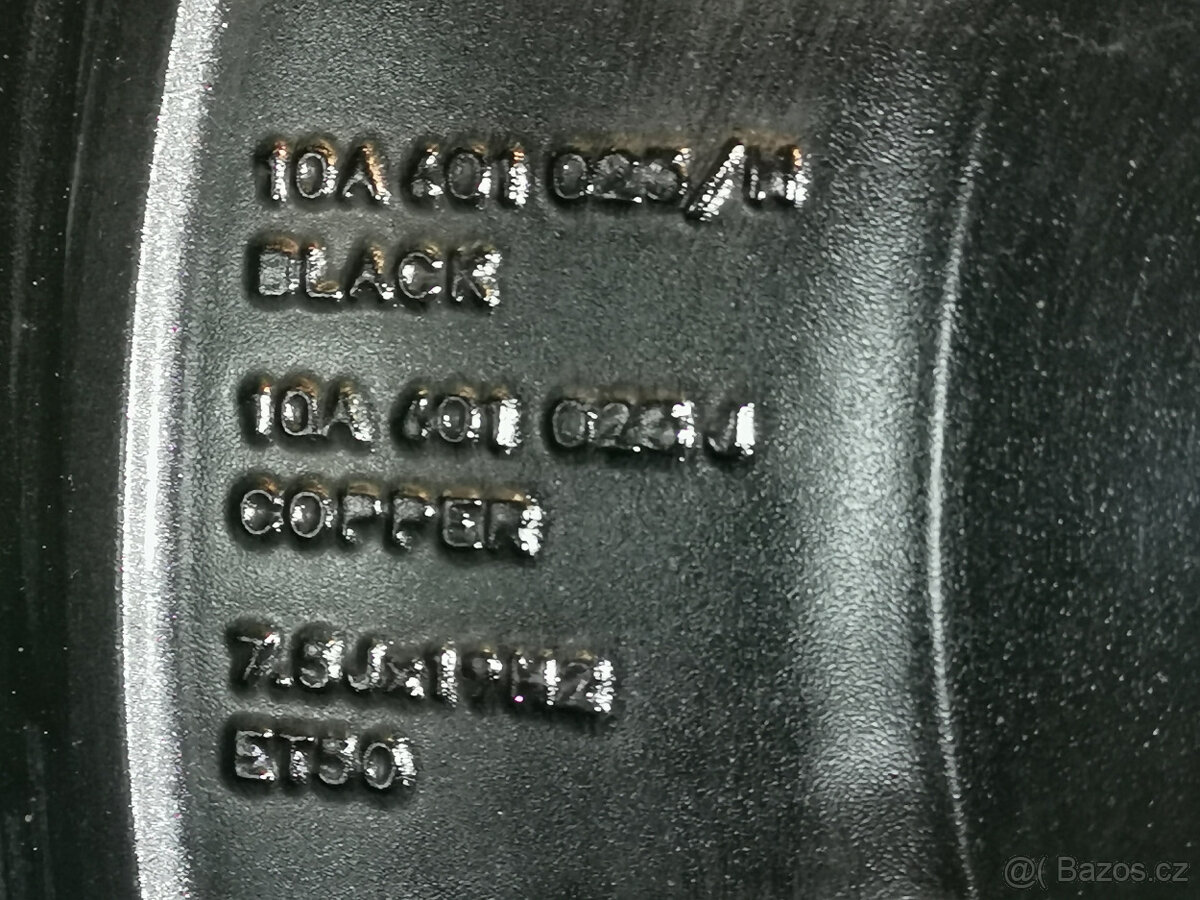 10A 601 025/H
BLACK
10A 601 025 J
COPPER
7.5Jx19H2
ET50
@( Bazos.cz